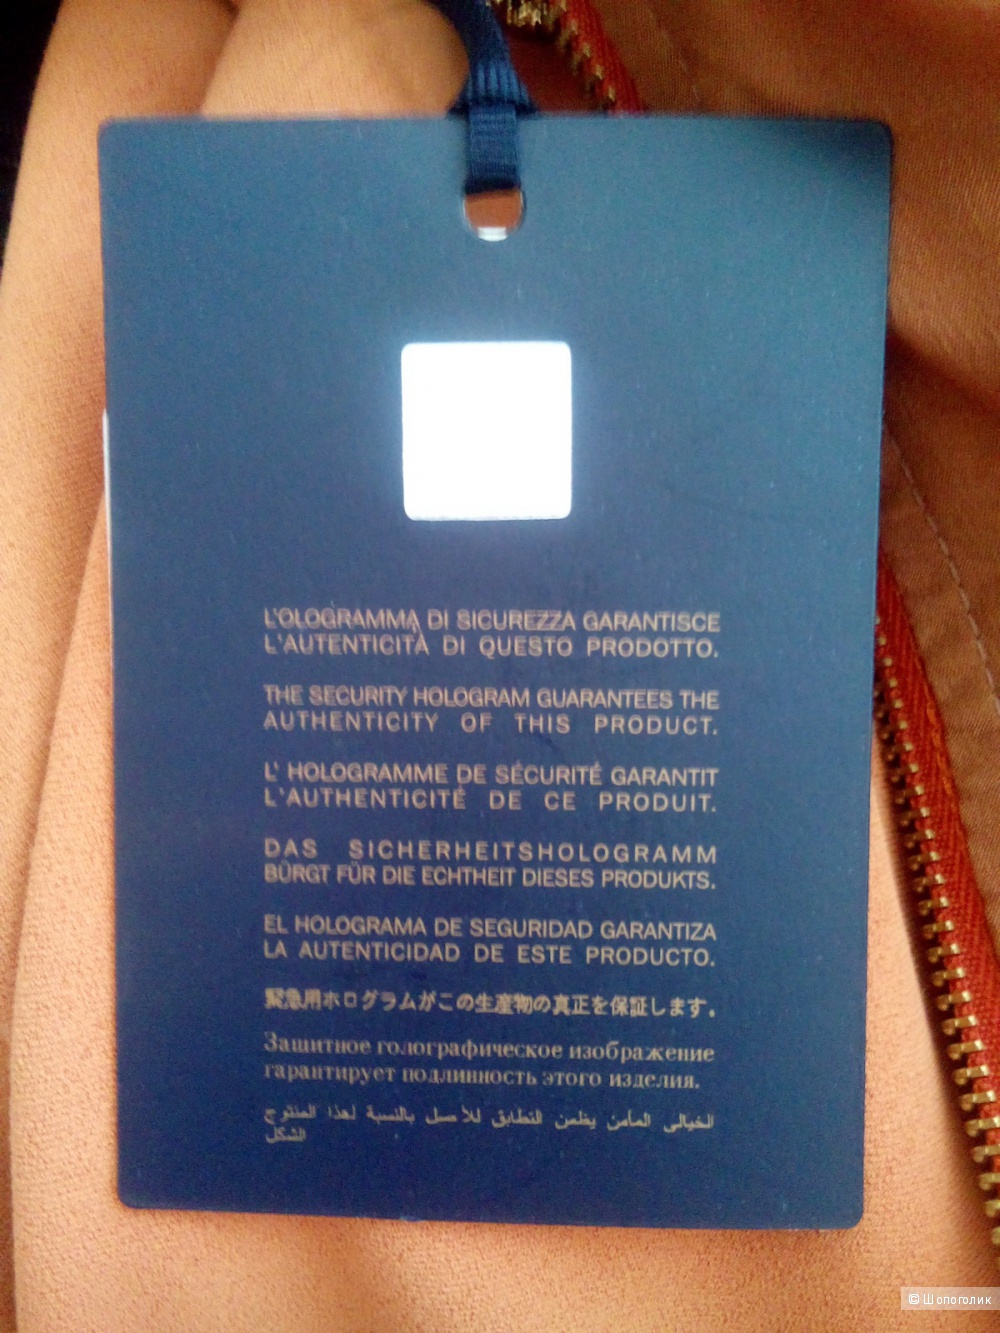 L'OLOGRAMMA DI SICUREZZA GARANTISCE
L'AUTENTICITÀ DI QUESTO PRODOTTO.
THE SECURITY HOLOGRAM GUARANTEES THE
AUTHENTICITY OF THIS PRODUCT.
L' HOLOGRAMME DE SÉCURITÉ GARANTIT
L'AUTHENTICITÉ DE CE PRODUIT.
DAS SICHERHEITSHOLOGRAMM
BÜRGT FÜR DIE ECHTHEIT DIESES PRODUKTS.
EL HOLOGRAMA DE SEGURIDAD GARANTIZA
LA AUTENTICIDAD DE ESTE PRODUCTO.
緊急用ホログラムがこの生産物の真正を保証します。
Защитное голографическое изображение
гарантирует подлинность этого изделия.
الخيالى المأمن يظمن التطابق للأصل بالنسبة لهذا المنتوج
الشكل
© Шопоголик